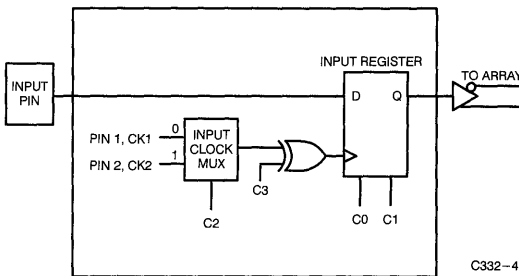 INPUT REGISTER
TO ARRAY
INPUT
PIN
D
Q
PIN 1, CK1
0
INPUT
CLOCK
MUX
PIN 2, CK2
1
C3
C2
C0
C1
C332-4